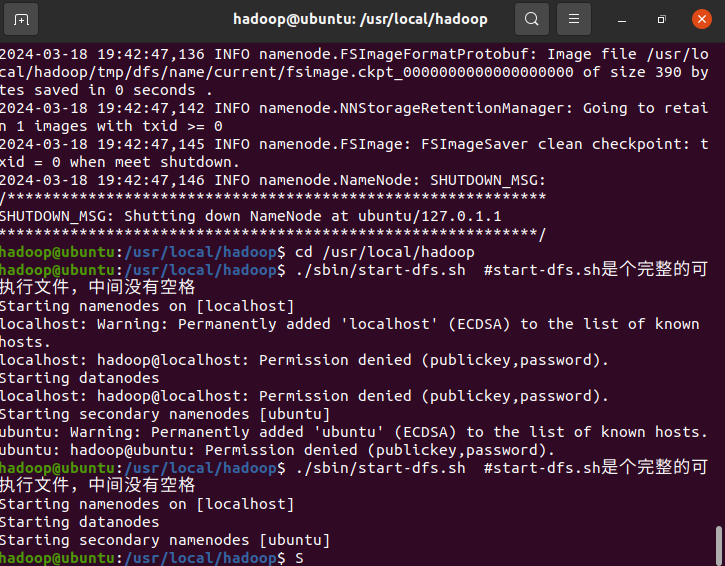 hadoop@ubuntu: /usr/local/hadoop
2024-03-18 19:42:47,136 INFO namenode.FSImageFormatProtobuf: Image file /usr/lo
cal/hadoop/tmp/dfs/name/current/fsimage.ckpt_0000000000000000000 of size 390 by
tes saved in 0 seconds .
2024-03-18 19:42:47,142 INFO namenode.NNStorageRetentionManager: Going to retai
n 1 images with txid >= 0
2024-03-18 19:42:47,145 INFO namenode.FSImage: FSImageSaver clean checkpoint: t
xid = 0 when meet shutdown.
2024-03-18 19:42:47,146 INFO namenode.NameNode: SHUTDOWN_MSG:
/************************************************************
SHUTDOWN_MSG: Shutting down NameNode at ubuntu/127.0.1.1
************************************************************/
hadoop@ubuntu:/usr/local/hadoop$ cd /usr/local/hadoop
hadoop@ubuntu:/usr/local/hadoop$ ./sbin/start-dfs.sh  #start-dfs.sh是个完整的可
执行文件，中间没有空格
Starting namenodes on [localhost]
localhost: Warning: Permanently added 'localhost' (ECDSA) to the list of known
hosts.
localhost: hadoop@localhost: Permission denied (publickey,password).
Starting datanodes
localhost: hadoop@localhost: Permission denied (publickey,password).
Starting secondary namenodes [ubuntu]
ubuntu: Warning: Permanently added 'ubuntu' (ECDSA) to the list of known hosts.
ubuntu: hadoop@ubuntu: Permission denied (publickey,password).
hadoop@ubuntu:/usr/local/hadoop$ ./sbin/start-dfs.sh  #start-dfs.sh是个完整的可
执行文件，中间没有空格
Starting namenodes on [localhost]
Starting datanodes
Starting secondary namenodes [ubuntu]
hadoop@ubuntu:/usr/local/hadoop$ S